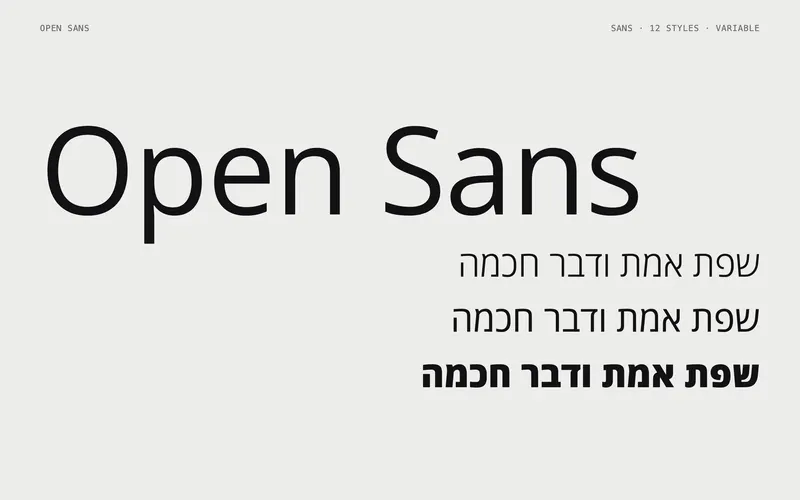 OPEN SANS
SANS · 12 STYLES · VARIABLE
Open Sans
שפת אמת ודבר חכמה
שפת אמת ודבר חכמה
שפת אמת ודבר חכמה